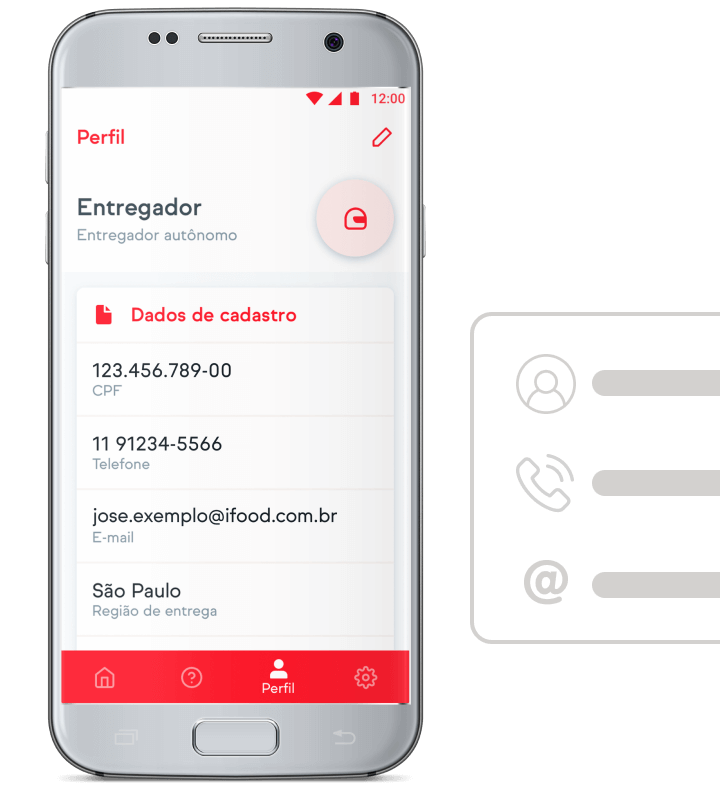 12:00
Perfil
Entregador
Entregador autônomo
Dados de cadastro
123.456.789-00
CPF
11 91234-5566
Telefone
jose.exemplo@ifood.com.br
E-mail
São Paulo
Região de entrega
Perfil
@